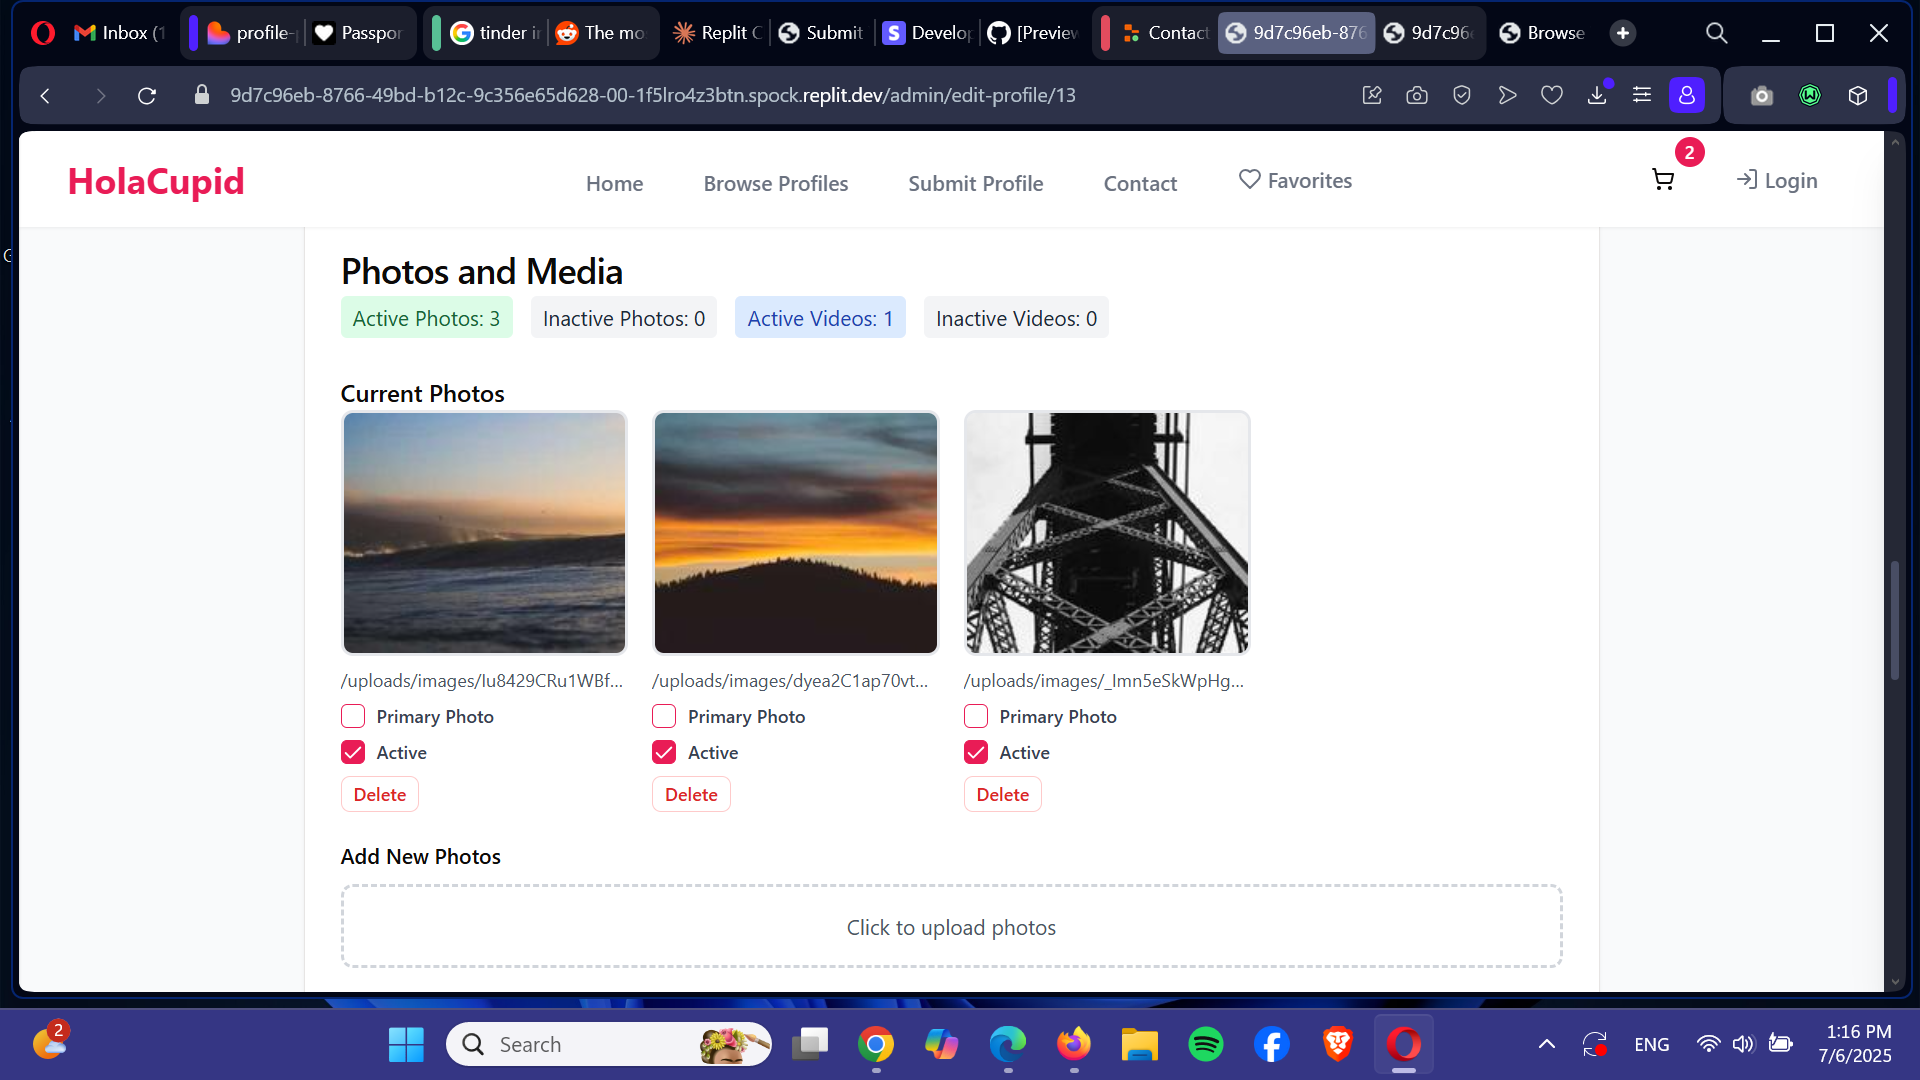 Inbox (1
profile-
Passpor
tinder in
The mo
Replit C
Submit
Develop
[Preview
Contact
9d7c96eb-876
9d7c96e
Browse
9d7c96eb-8766-49bd-b12c-9c356e65d628-00-1f5lro4z3btn.spock.replit.dev/admin/edit-profile/13
HolaCupid
Home
Browse Profiles
Submit Profile
Contact
Favorites
2
Login
Photos and Media
Active Photos: 3
Inactive Photos: 0
Active Videos: 1
Inactive Videos: 0
Current Photos
/uploads/images/Iu8429CRu1WBf...
/uploads/images/dyea2C1ap70vt...
/uploads/images/_Imn5eSkWpHg...
Primary Photo
Primary Photo
Primary Photo
Active
Active
Active
Delete
Delete
Delete
Add New Photos
Click to upload photos
2
Search
ENG
1:16 PM
7/6/2025